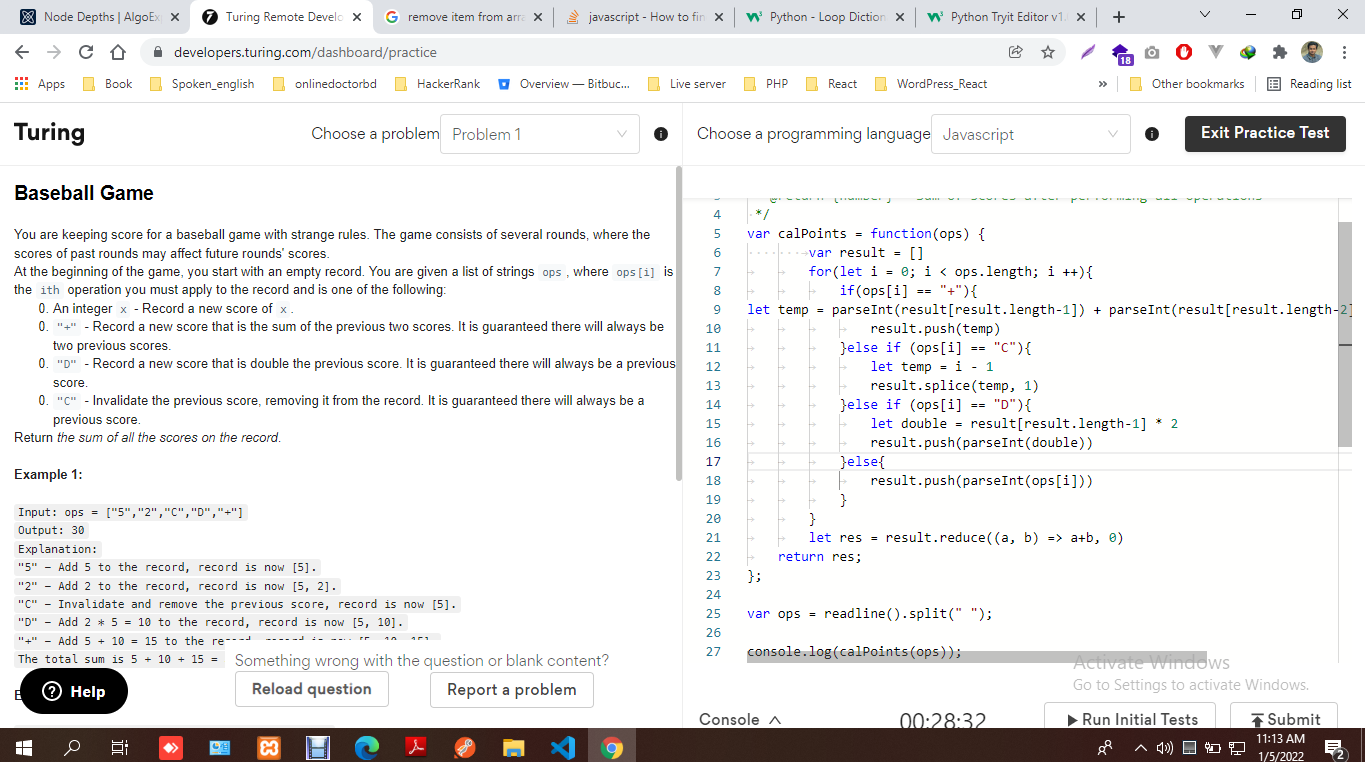 Node Depths | AlgoEx
Turing Remote Develo
remove item from arra
javascript - How to fin
Python - Loop Diction
Python Tryit Editor v1.
developers.turing.com/dashboard/practice
18
Apps
Book
Spoken_english
onlinedoctorbd
HackerRank
Overview — Bitbuc...
Live server
PHP
React
WordPress_React
»
Other bookmarks
Reading list
Turing
Choose a problem
Problem 1
Choose a programming language
Javascript
Exit Practice Test
Baseball Game
You are keeping score for a baseball game with strange rules. The game consists of several rounds, where the
scores of past rounds may affect future rounds' scores.
At the beginning of the game, you start with an empty record. You are given a list of strings ops , where ops[i] is
the ith operation you must apply to the record and is one of the following:
0. An integer x - Record a new score of x .
0. "+" - Record a new score that is the sum of the previous two scores. It is guaranteed there will always be
two previous scores.
0. "D" - Record a new score that is double the previous score. It is guaranteed there will always be a previous
score.
0. "C" - Invalidate the previous score, removing it from the record. It is guaranteed there will always be a
previous score.
Return the sum of all the scores on the record.
Example 1:
Input: ops = ["5","2","C","D","+"]
Output: 30
Explanation:
"5" - Add 5 to the record, record is now [5].
"2" - Add 2 to the record, record is now [5, 2].
"C" - Invalidate and remove the previous score, record is now [5].
"D" - Add 2 * 5 = 10 to the record, record is now [5, 10].
"+" - Add 5 + 10 = 15 to the record, record is now [5, 10, 15].
The total sum is 5 + 10 + 15 =
Something wrong with the question or blank content?
Reload question
Report a problem
Help
3 @return {number} - sum of scores after performing all operations
4 */
5 var calPoints = function(ops) {
6 var result = []
7 for(let i = 0; i < ops.length; i ++){
8 if(ops[i] == "+"){
9 let temp = parseInt(result[result.length-1]) + parseInt(result[result.length-2]
10 result.push(temp)
11 }else if (ops[i] == "C"){
12 let temp = i - 1
13 result.splice(temp, 1)
14 }else if (ops[i] == "D"){
15 let double = result[result.length-1] * 2
16 result.push(parseInt(double))
17 }else{
18 result.push(parseInt(ops[i]))
19 }
20 }
21 let res = result.reduce((a, b) => a+b, 0)
22 return res;
23 };
24
25 var ops = readline().split(" ");
26
27 console.log(calPoints(ops));
Activate Windows
Go to Settings to activate Windows.
Console
00:28:32
Run Initial Tests
Submit
11:13 AM
1/5/2022
2